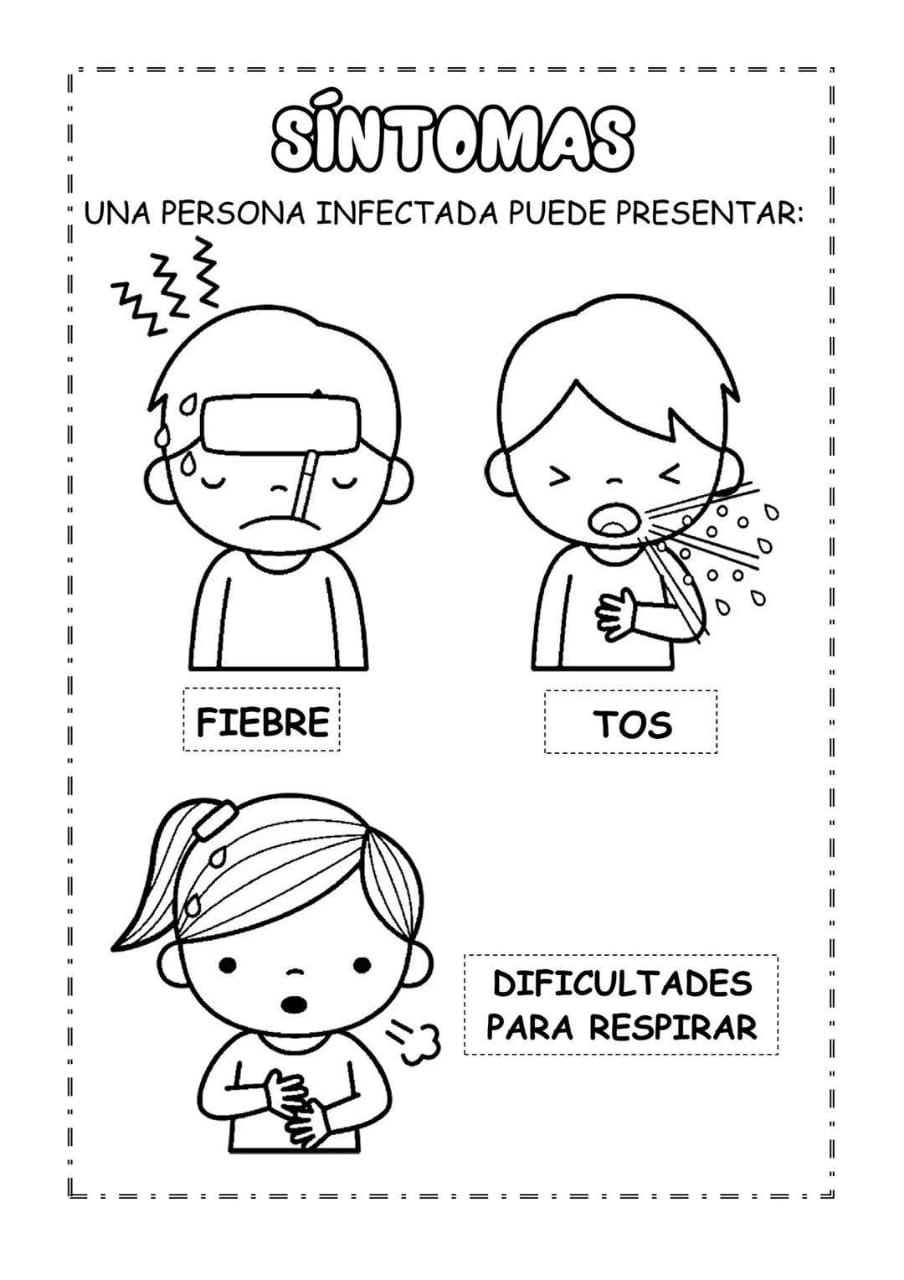 SÍNTOMAS
UNA PERSONA INFECTADA PUEDE PRESENTAR:
FIEBRE
TOS
DIFICULTADES
PARA RESPIRAR